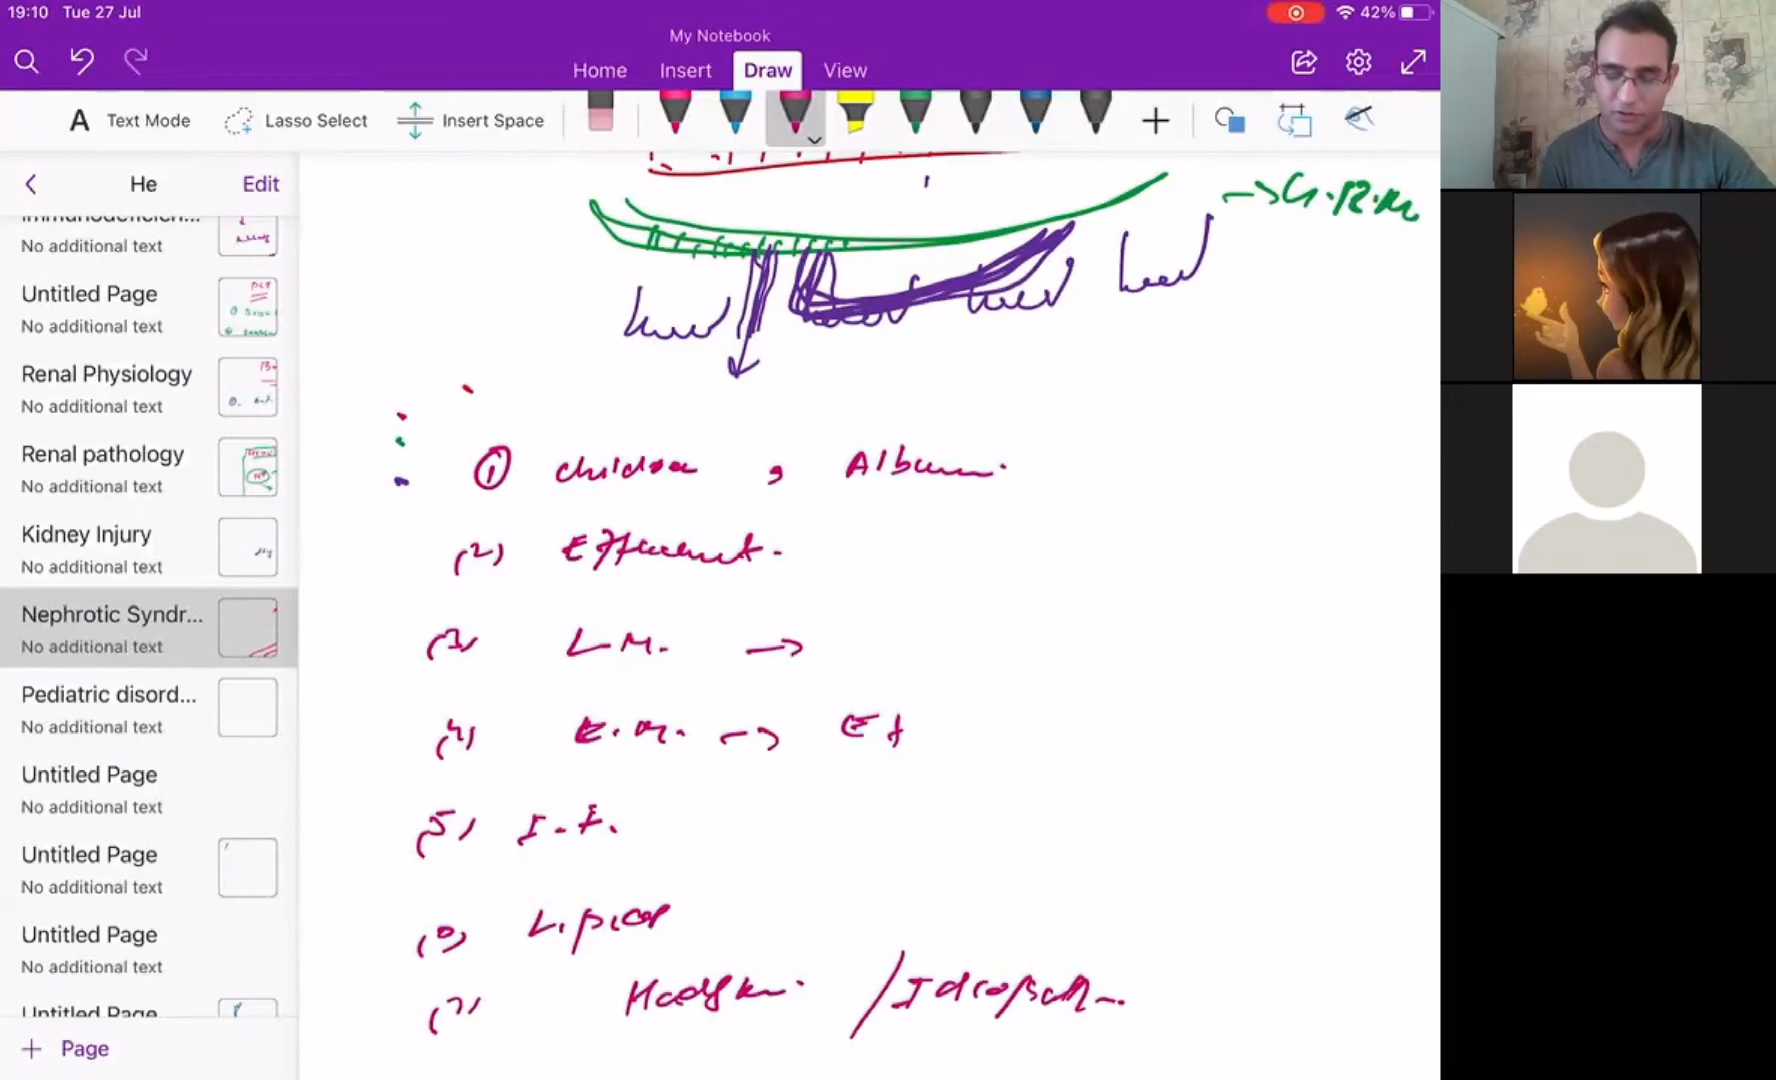 19:10 Tue 27 Jul
42%
My Notebook
Home Insert Draw View
A Text Mode Lasso Select Insert Space
He Edit
No additional text
Untitled Page
No additional text
Renal Physiology
No additional text
Renal pathology
No additional text
Kidney Injury
No additional text
Nephrotic Syndr...
No additional text
Pediatric disord...
No additional text
Untitled Page
No additional text
Untitled Page
No additional text
Untitled Page
No additional text
Untitled Page
+ Page
→ G.B.M
① children , Album.
(2)
(3) L.M. →
(4) E.M. → Ef
(5) I.F.
Lipid
(7) Hodgkin. /Idiopath